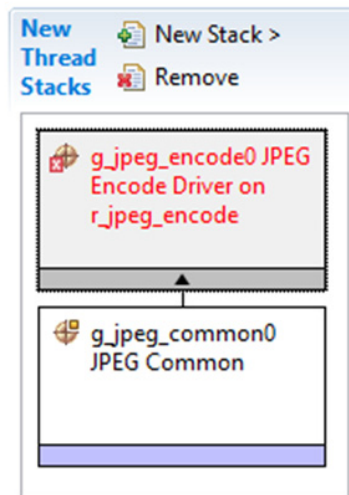 New
Thread
Stacks
New Stack >
Remove
g_jpeg_encode0 JPEG
Encode Driver on
r_jpeg_encode
g_jpeg_common0
JPEG Common